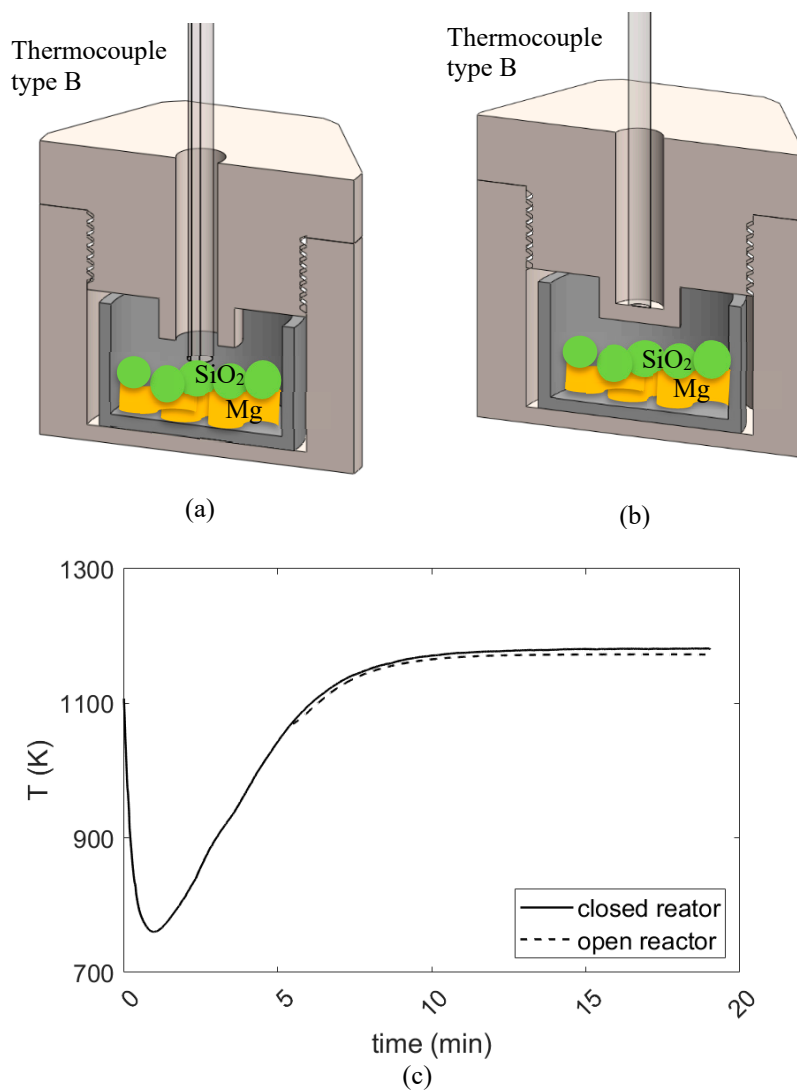 Thermocouple
type B
SiO₂
Mg
(a)
Thermocouple
type B
SiO₂
Mg
(b)
1300
1100
900
700
T (K)
0
5
10
15
20
time (min)
closed reator
open reactor
(c)